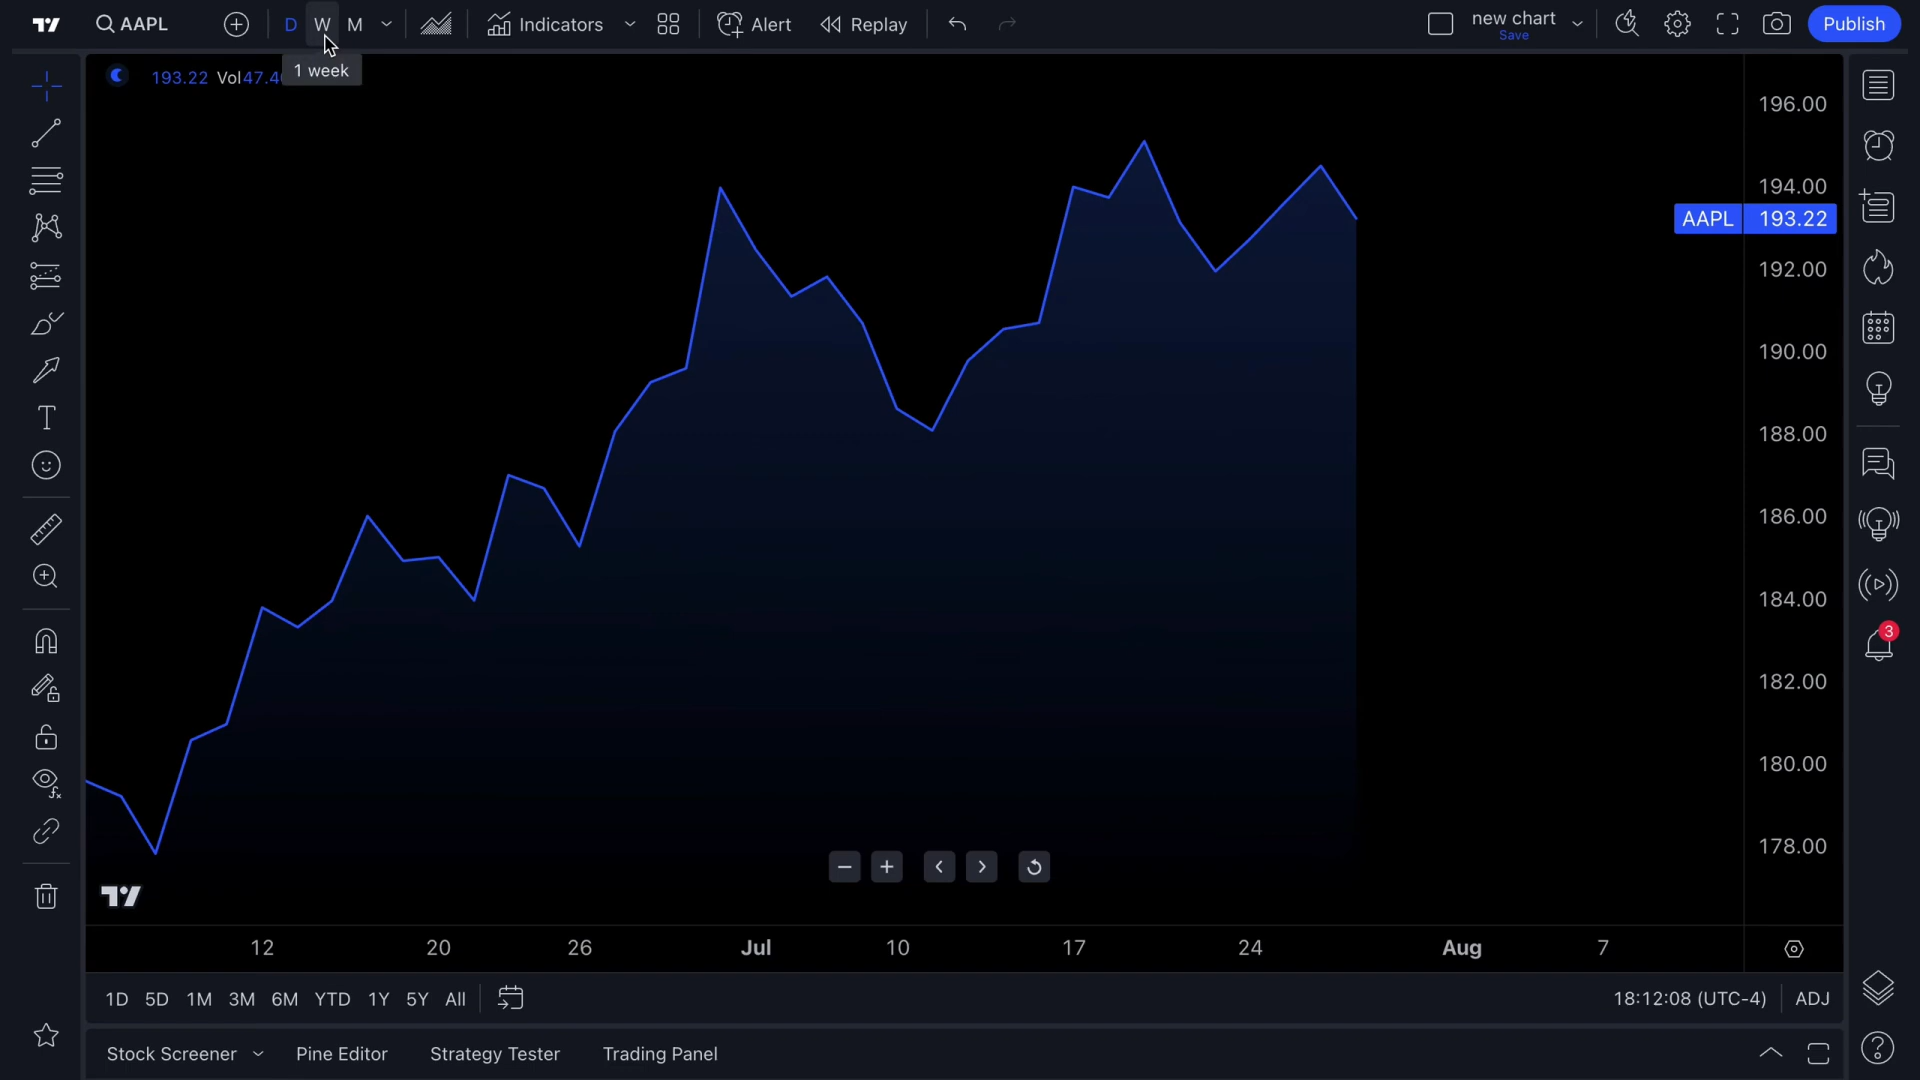 AAPL D W M Indicators Alert Replay new chart Publish
Save
1 week
193.22 Vol
196.00
194.00
AAPL 193.22
192.00
190.00
188.00
186.00
184.00
182.00
180.00
178.00
3
12 20 26 Jul 10 17 24 Aug 7
1D 5D 1M 3M 6M YTD 1Y 5Y All 18:12:08 (UTC-4) ADJ
Stock Screener Pine Editor Strategy Tester Trading Panel